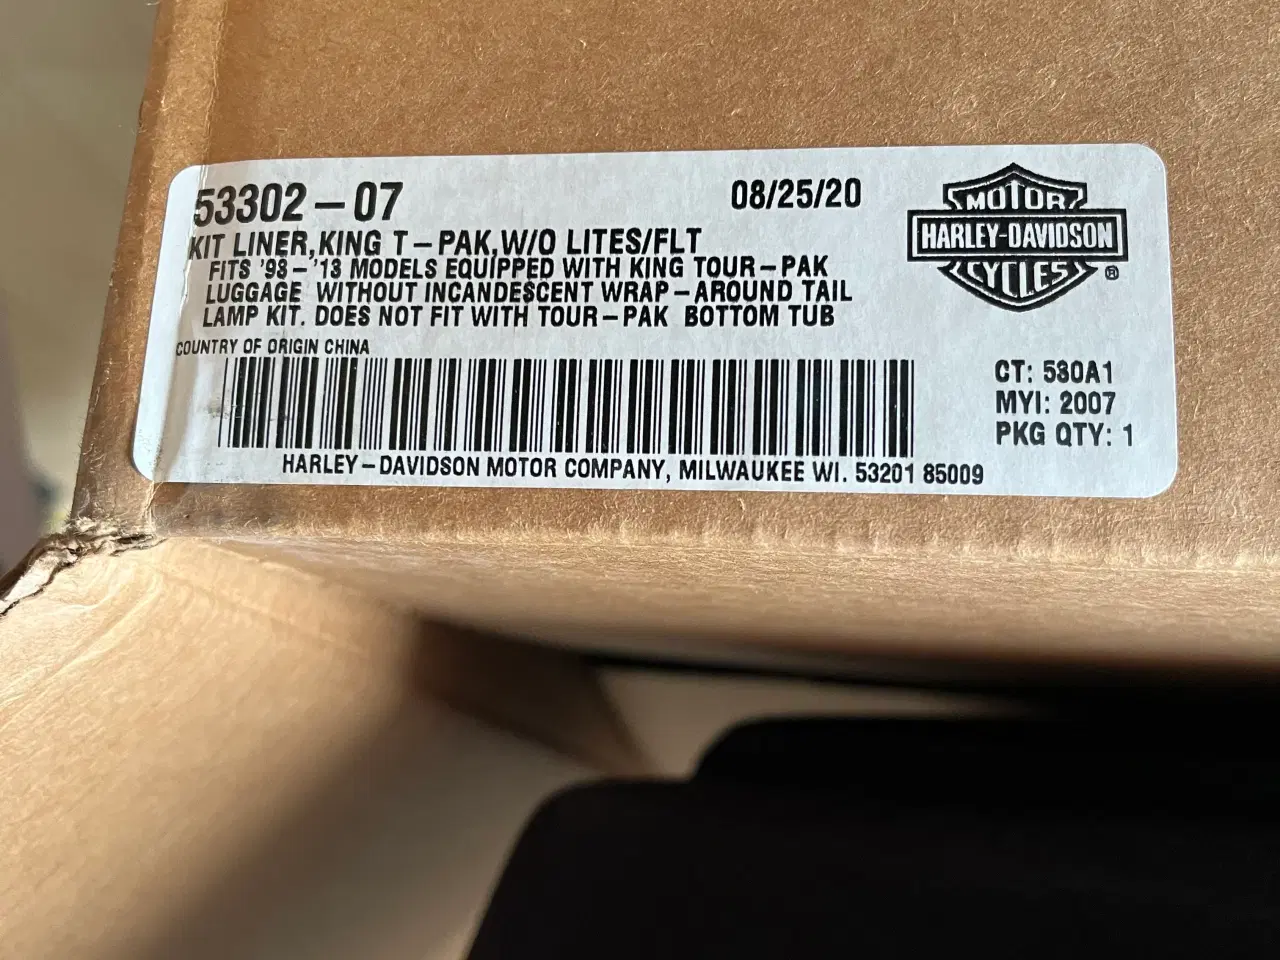 53302-07
08/25/20
KIT LINER,KING T-PAK,W/O LITES/FLT
FITS '98-'13 MODELS EQUIPPED WITH KING TOUR-PAK
LUGGAGE WITHOUT INCANDESCENT WRAP-AROUND TAIL
LAMP KIT. DOES NOT FIT WITH TOUR-PAK BOTTOM TUB
COUNTRY OF ORIGIN CHINA
MOTOR
HARLEY-DAVIDSON
CYCLES ®
CT: 580A1
MYI: 2007
PKG QTY: 1
HARLEY-DAVIDSON MOTOR COMPANY, MILWAUKEE WI. 53201 85009